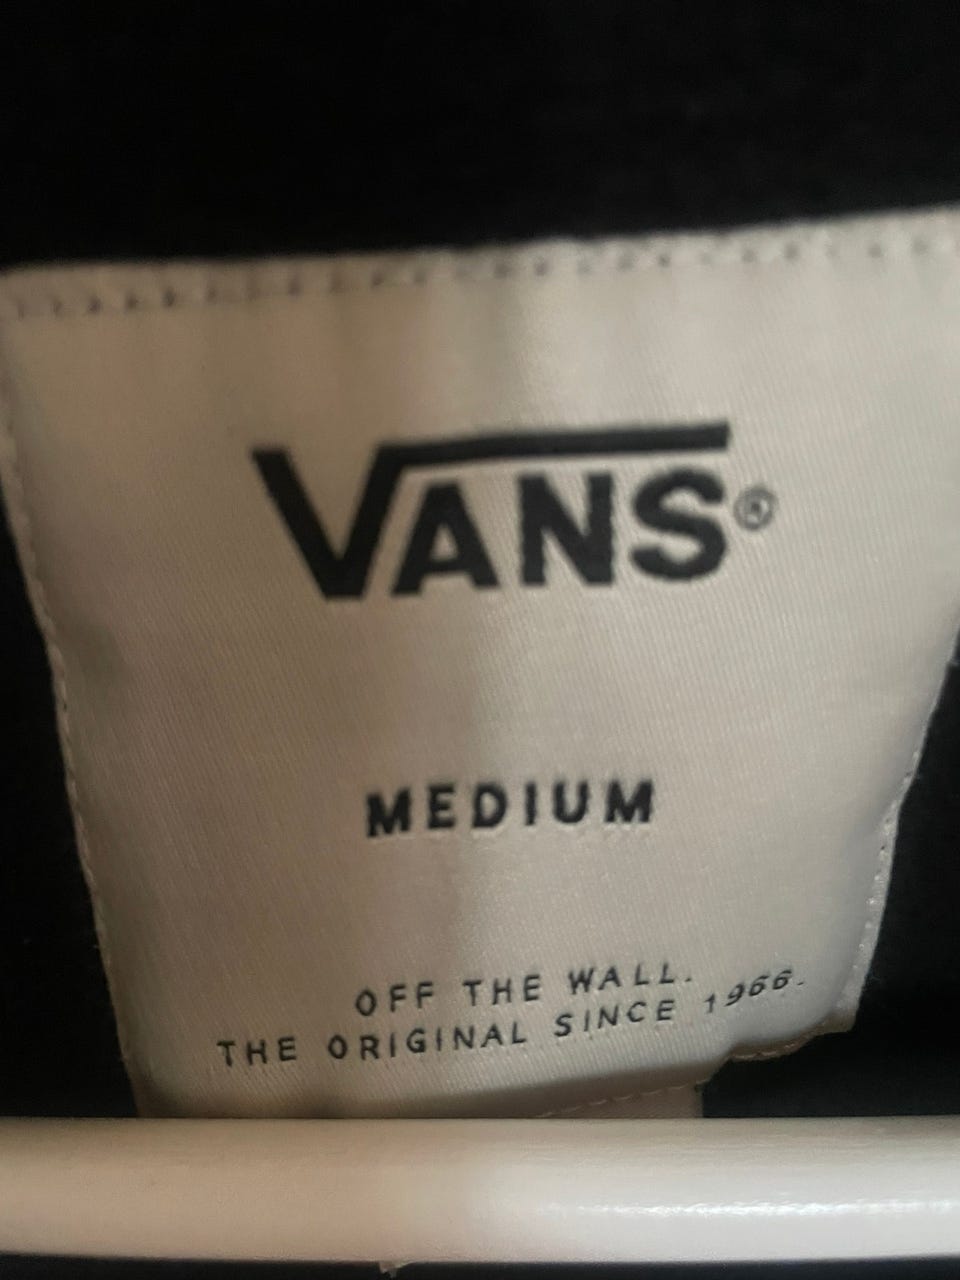 VANS®
MEDIUM
OFF THE WALL.
THE ORIGINAL SINCE 1966.